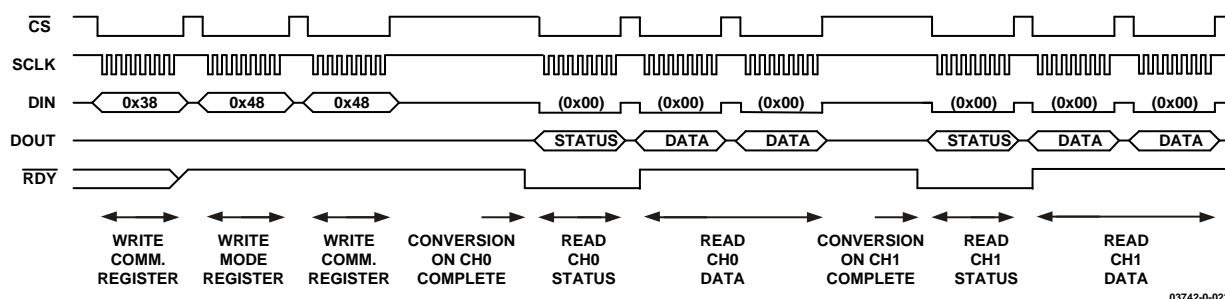 CS
SCLK
DIN 0x38 0x48 0x48 (0x00) (0x00) (0x00) (0x00) (0x00) (0x00)
DOUT STATUS DATA DATA STATUS DATA DATA
RDY
WRITE WRITE WRITE CONVERSION READ READ CONVERSION READ READ
COMM. MODE COMM. ON CH0 CH0 CH0 ON CH1 CH1 CH1
REGISTER REGISTER REGISTER COMPLETE STATUS DATA COMPLETE STATUS DATA